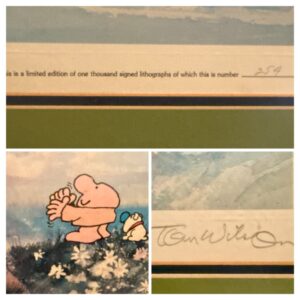 is is a limited edition of one thousand signed lithographs of which this is number 254
Tom Wilson